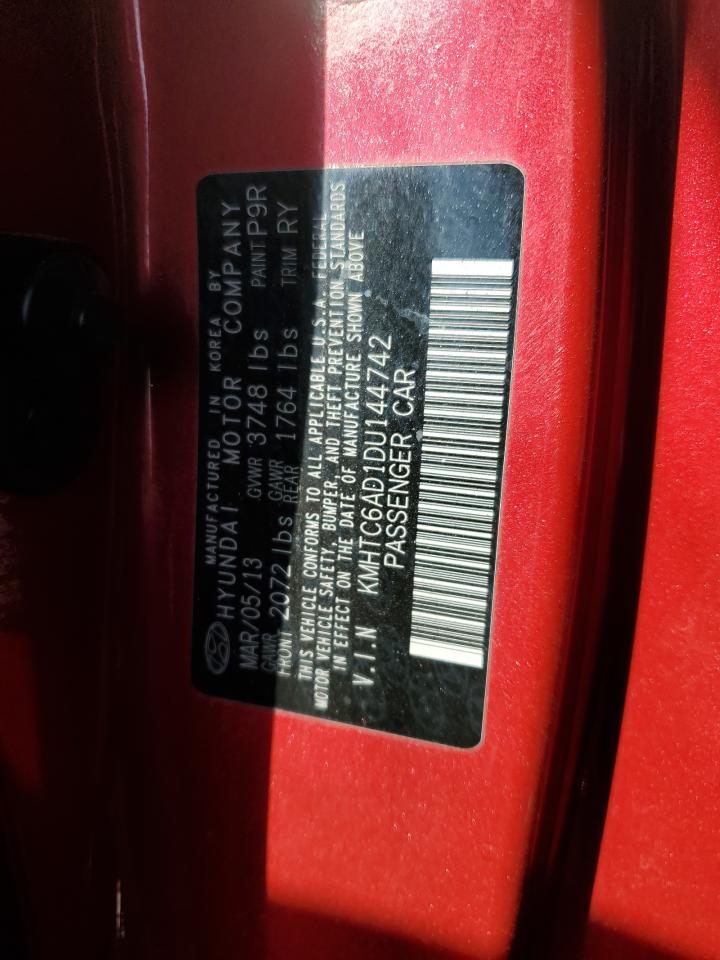 MANUFACTURED IN KOREA BY
HYUNDAI MOTOR COMPANY
MAR/05/13 GVWR 3748 lbs PAINT P9R
GAWR FRONT 2072 lbs GAWR REAR 1764 lbs TRIM RY
THIS VEHICLE CONFORMS TO ALL APPLICABLE U.S.A. FEDERAL
MOTOR VEHICLE SAFETY, BUMPER, AND THEFT PREVENTION STANDARDS
IN EFFECT ON THE DATE OF MANUFACTURE SHOWN ABOVE
V.I.N KMHTC6AD1DU144742
PASSENGER CAR